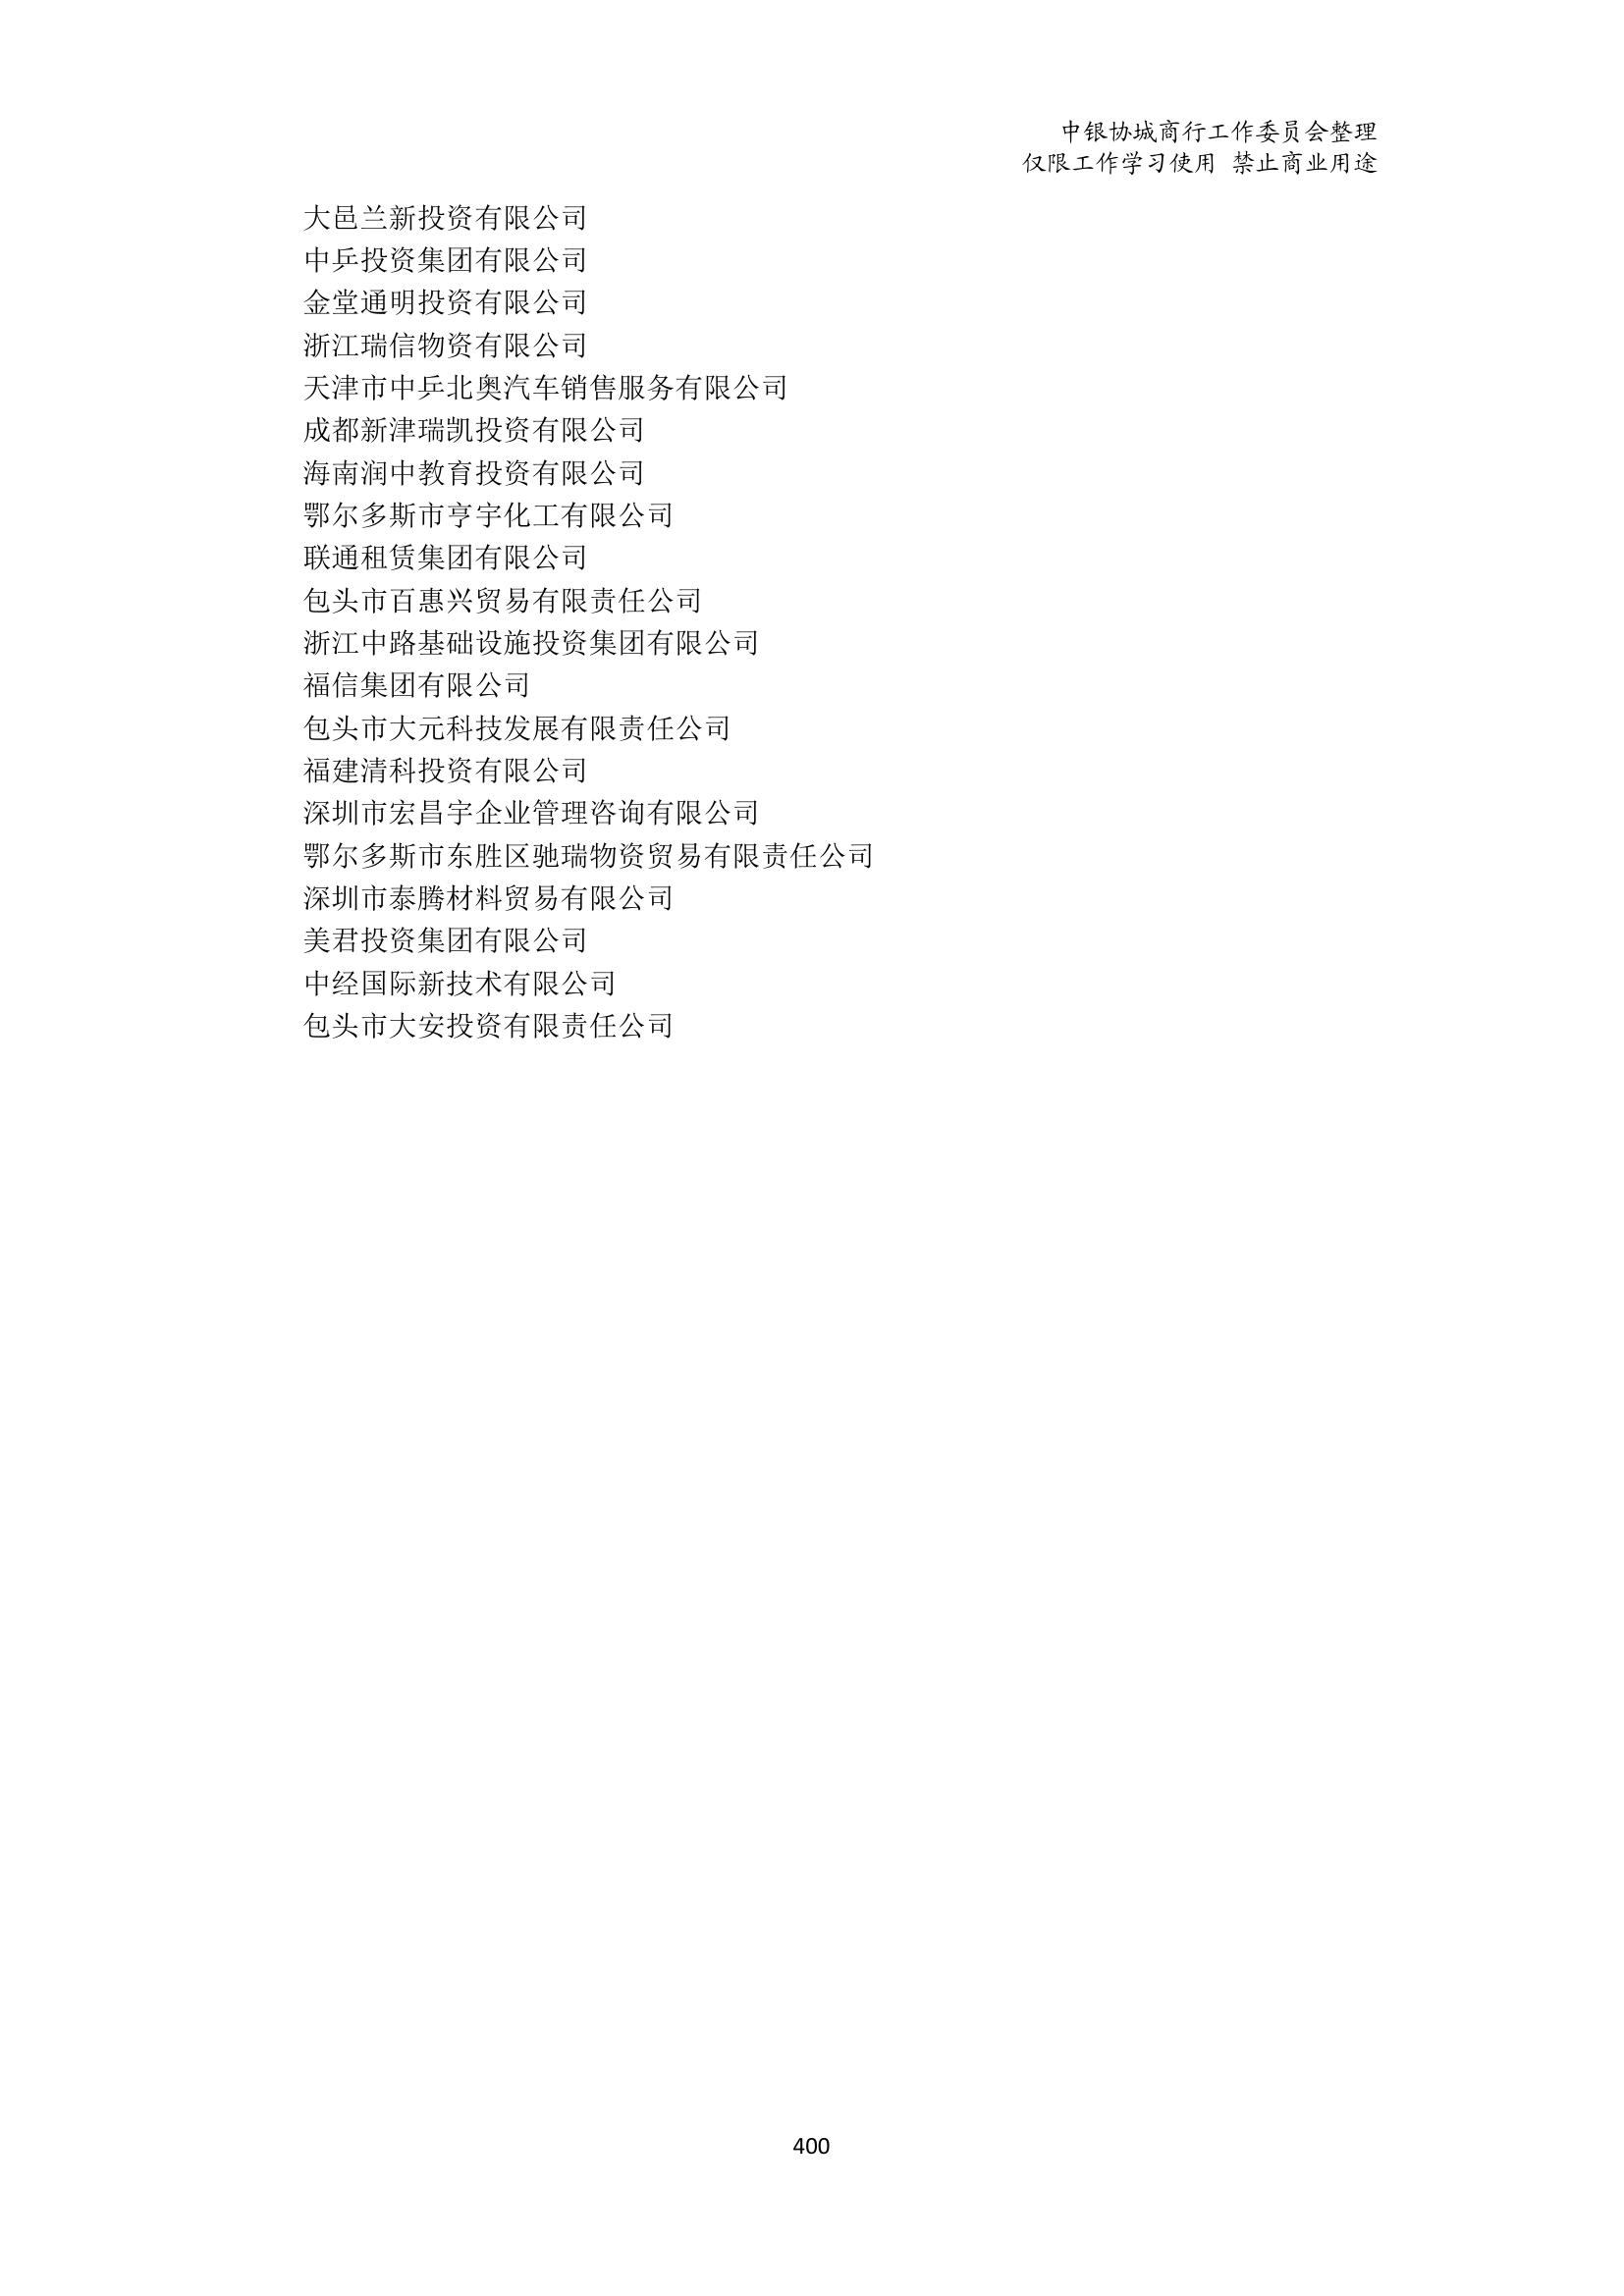 中银协城商行工作委员会整理
仅限工作学习使用 禁止商业用途
大邑兰新投资有限公司
中乒投资集团有限公司
金堂通明投资有限公司
浙江瑞信物资有限公司
天津市中乒北奥汽车销售服务有限公司
成都新津瑞凯投资有限公司
海南润中教育投资有限公司
鄂尔多斯市亨宇化工有限公司
联通租赁集团有限公司
包头市百惠兴贸易有限责任公司
浙江中路基础设施投资集团有限公司
福信集团有限公司
包头市大元科技发展有限责任公司
福建清科投资有限公司
深圳市宏昌宇企业管理咨询有限公司
鄂尔多斯市东胜区驰瑞物资贸易有限责任公司
深圳市泰腾材料贸易有限公司
美君投资集团有限公司
中经国际新技术有限公司
包头市大安投资有限责任公司
400